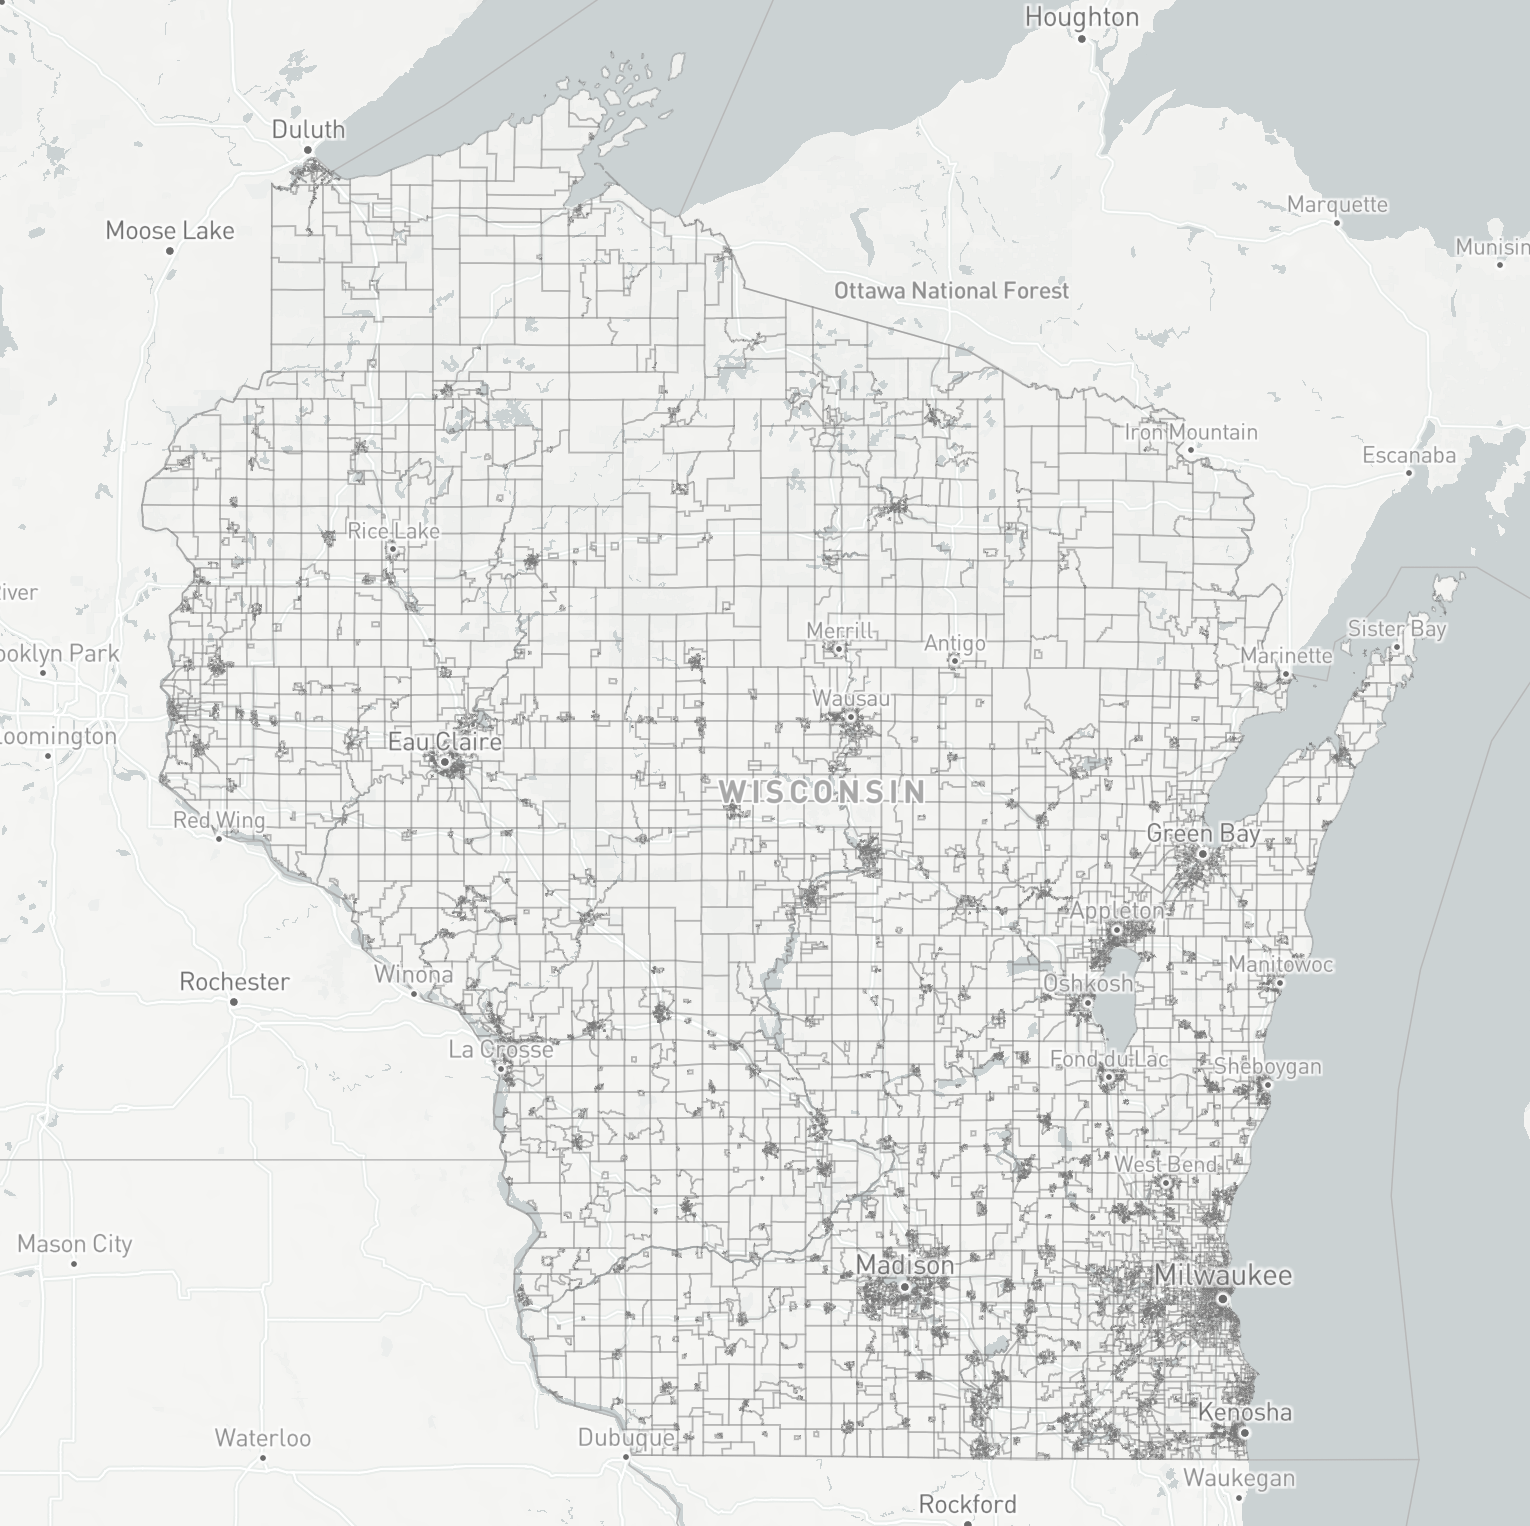 Houghton
Duluth
Marquette
Moose Lake
Munisin
Ottawa National Forest
Iron Mountain
Escanaba
Rice Lake
iver
Sister Bay
Merrill
Antigo
ooklyn Park
Marinette
Wausau
loomington
Eau Claire
WISCONSIN
Red Wing
Green Bay
Appleton
Manitowoc
Winona
Rochester
Oshkosh
La Crosse
Fond du Lac
Sheboygan
West Bend
Mason City
Madison
Milwaukee
Kenosha
Waterloo
Dubuque
Waukegan
Rockford